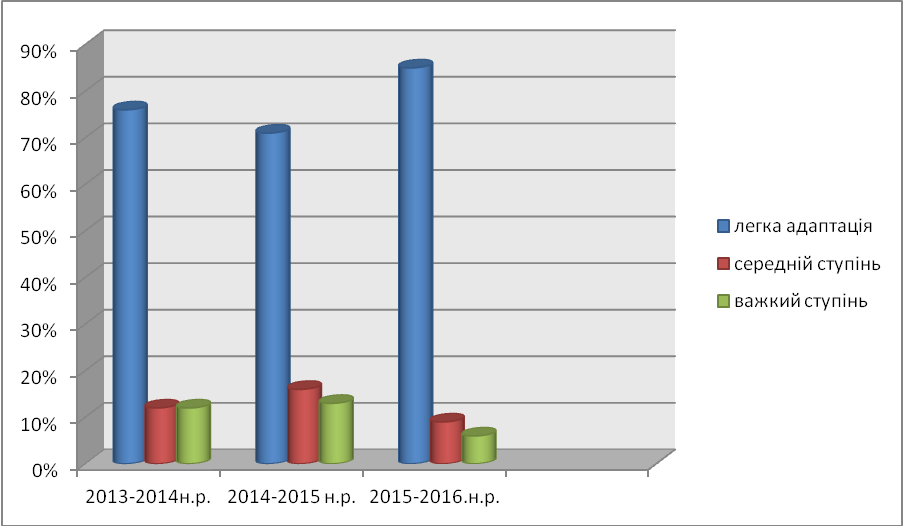 90%
80%
70%
60%
50%
40%
30%
20%
10%
0%
2013-2014н.р. 2014-2015 н.р. 2015-2016.н.р.
легка адаптація
середній ступінь
важкий ступінь